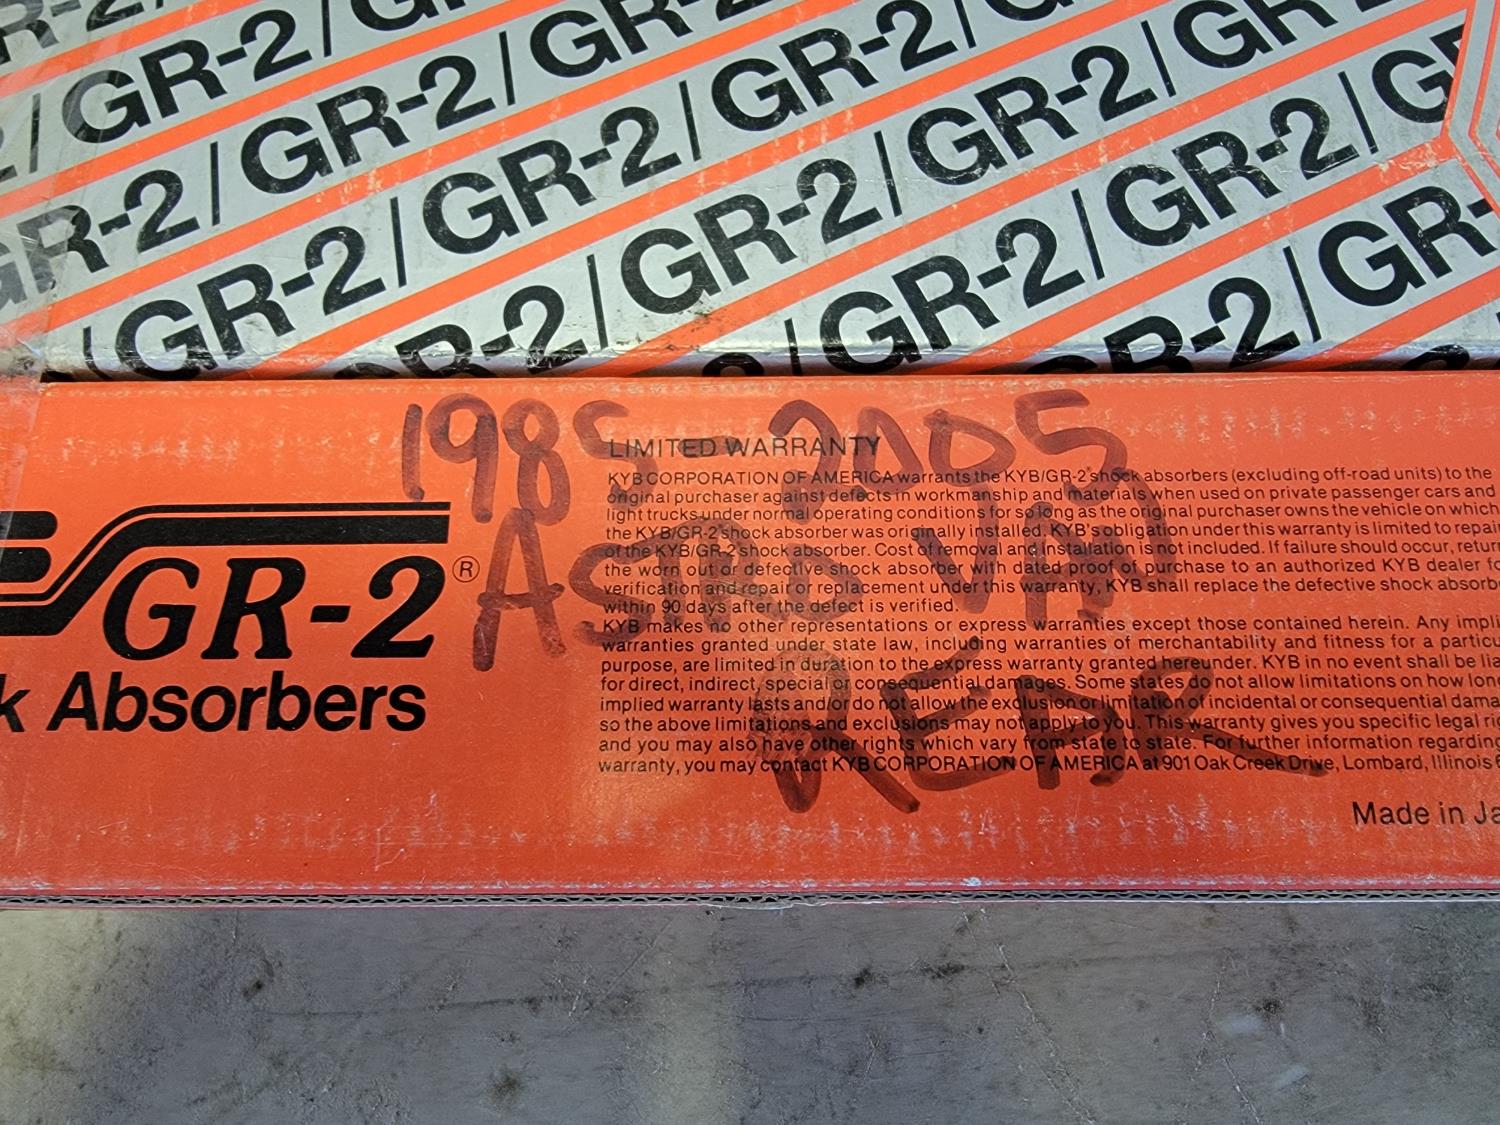 GR-2/GR-2/GR-2/GR-2/GR-2
GR-2/GR-2/GR-2/GR-2/GR-2
GR-2/GR-2/GR-2/GR-2/GR-2
GR-2/GR-2/GR-2/GR-2/GR-
1985 - 2005
ASTRO VAN
REAR
GR-2®
k Absorbers
LIMITED WARRANTY
KYB CORPORATION OF AMERICA warrants the KYB/GR-2 shock absorbers (excluding off-road units) to the
original purchaser against defects in workmanship and materials when used on private passenger cars and
light trucks under normal operating conditions for so long as the original purchaser owns the vehicle on which
the KYB/GR-2 shock absorber was originally installed. KYB's obligation under this warranty is limited to repair
of the KYB/GR-2 shock absorber. Cost of removal and installation is not included. If failure should occur, return
the worn out or defective shock absorber with dated proof of purchase to an authorized KYB dealer fo
verification and repair or replacement under this warranty, KYB shall replace the defective shock absorb
within 90 days after the defect is verified.
KYB makes no other representations or express warranties except those contained herein. Any impli
warranties granted under state law, including warranties of merchantability and fitness for a particu
purpose, are limited in duration to the express warranty granted hereunder. KYB in no event shall be lia
for direct, indirect, special or consequential damages. Some states do not allow limitations on how long
implied warranty lasts and/or do not allow the exclusion or limitation of incidental or consequential dama
so the above limitations and exclusions may not apply to you. This warranty gives you specific legal ri
and you may also have other rights which vary from state to state. For further information regarding
warranty, you may contact KYB CORPORATION OF AMERICA at 901 Oak Creek Drive, Lombard, Illinois 6
Made in Ja